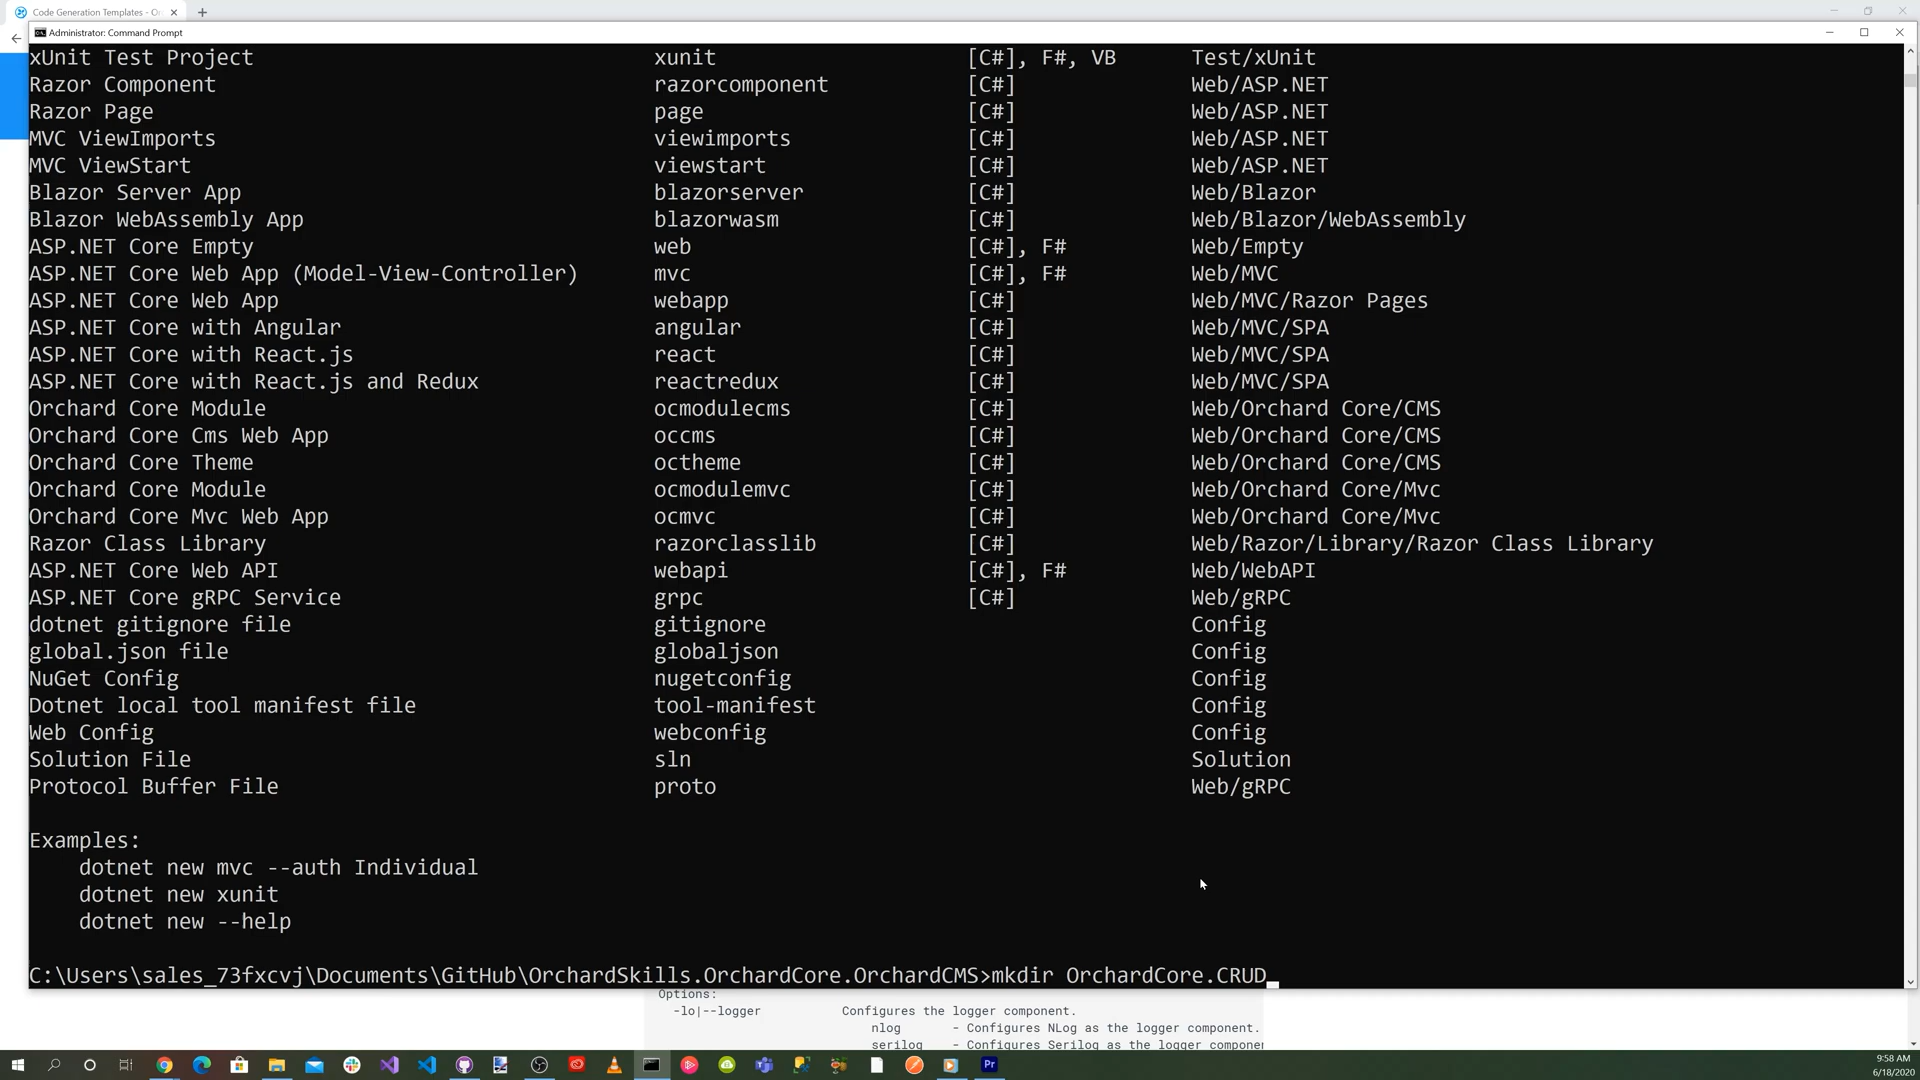 Code Generation Templates - Or
Administrator: Command Prompt
xUnit Test Project xunit [C#], F#, VB Test/xUnit
Razor Component razorcomponent [C#] Web/ASP.NET
Razor Page page [C#] Web/ASP.NET
MVC ViewImports viewimports [C#] Web/ASP.NET
MVC ViewStart viewstart [C#] Web/ASP.NET
Blazor Server App blazorserver [C#] Web/Blazor
Blazor WebAssembly App blazorwasm [C#] Web/Blazor/WebAssembly
ASP.NET Core Empty web [C#], F# Web/Empty
ASP.NET Core Web App (Model-View-Controller) mvc [C#], F# Web/MVC
ASP.NET Core Web App webapp [C#] Web/MVC/Razor Pages
ASP.NET Core with Angular angular [C#] Web/MVC/SPA
ASP.NET Core with React.js react [C#] Web/MVC/SPA
ASP.NET Core with React.js and Redux reactredux [C#] Web/MVC/SPA
Orchard Core Module ocmodulecms [C#] Web/Orchard Core/CMS
Orchard Core Cms Web App occms [C#] Web/Orchard Core/CMS
Orchard Core Theme octheme [C#] Web/Orchard Core/CMS
Orchard Core Module ocmodulemvc [C#] Web/Orchard Core/Mvc
Orchard Core Mvc Web App ocmvc [C#] Web/Orchard Core/Mvc
Razor Class Library razorclasslib [C#] Web/Razor/Library/Razor Class Library
ASP.NET Core Web API webapi [C#], F# Web/WebAPI
ASP.NET Core gRPC Service grpc [C#] Web/gRPC
dotnet gitignore file gitignore Config
global.json file globaljson Config
NuGet Config nugetconfig Config
Dotnet local tool manifest file tool-manifest Config
Web Config webconfig Config
Solution File sln Solution
Protocol Buffer File proto Web/gRPC
Examples:
dotnet new mvc --auth Individual
dotnet new xunit
dotnet new --help
C:\Users\sales_73fxcvj\Documents\GitHub\OrchardSkills.OrchardCore.OrchardCMS>mkdir OrchardCore.CRUD
Options:
-lo|--logger Configures the logger component.
nlog - Configures NLog as the logger component.
serilog - Configures Serilog as the logger componen
Pr
9:58 AM
6/18/2020